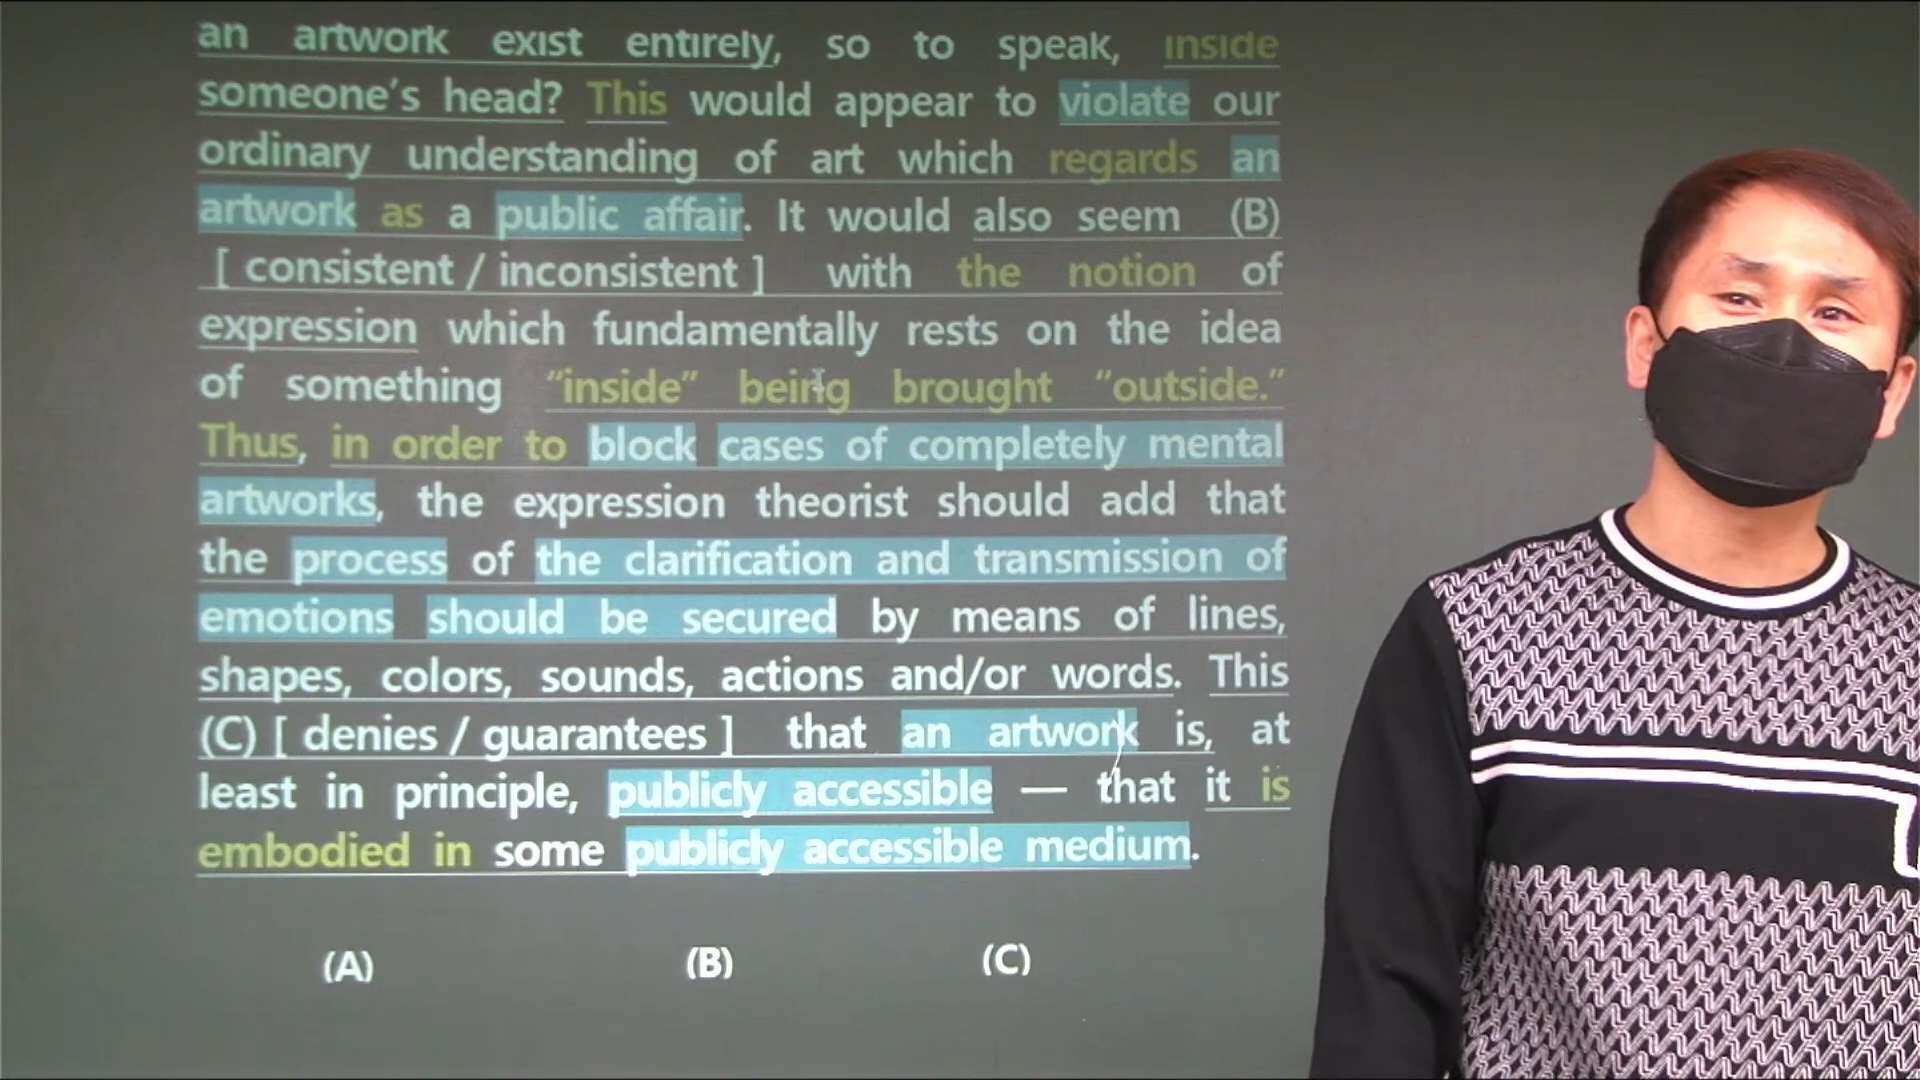 an artwork exist entirely, so to speak, inside
someone's head? This would appear to violate our
ordinary understanding of art which regards an
artwork as a public affair. It would also seem (B)
[ consistent / inconsistent ] with the notion of
expression which fundamentally rests on the idea
of something “inside” being brought “outside.”
Thus, in order to block cases of completely mental
artworks, the expression theorist should add that
the process of the clarification and transmission of
emotions should be secured by means of lines,
shapes, colors, sounds, actions and/or words. This
(C) [ denies / guarantees ] that an artwork is, at
least in principle, publicly accessible — that it is
embodied in some publicly accessible medium.
(A) (B) (C)